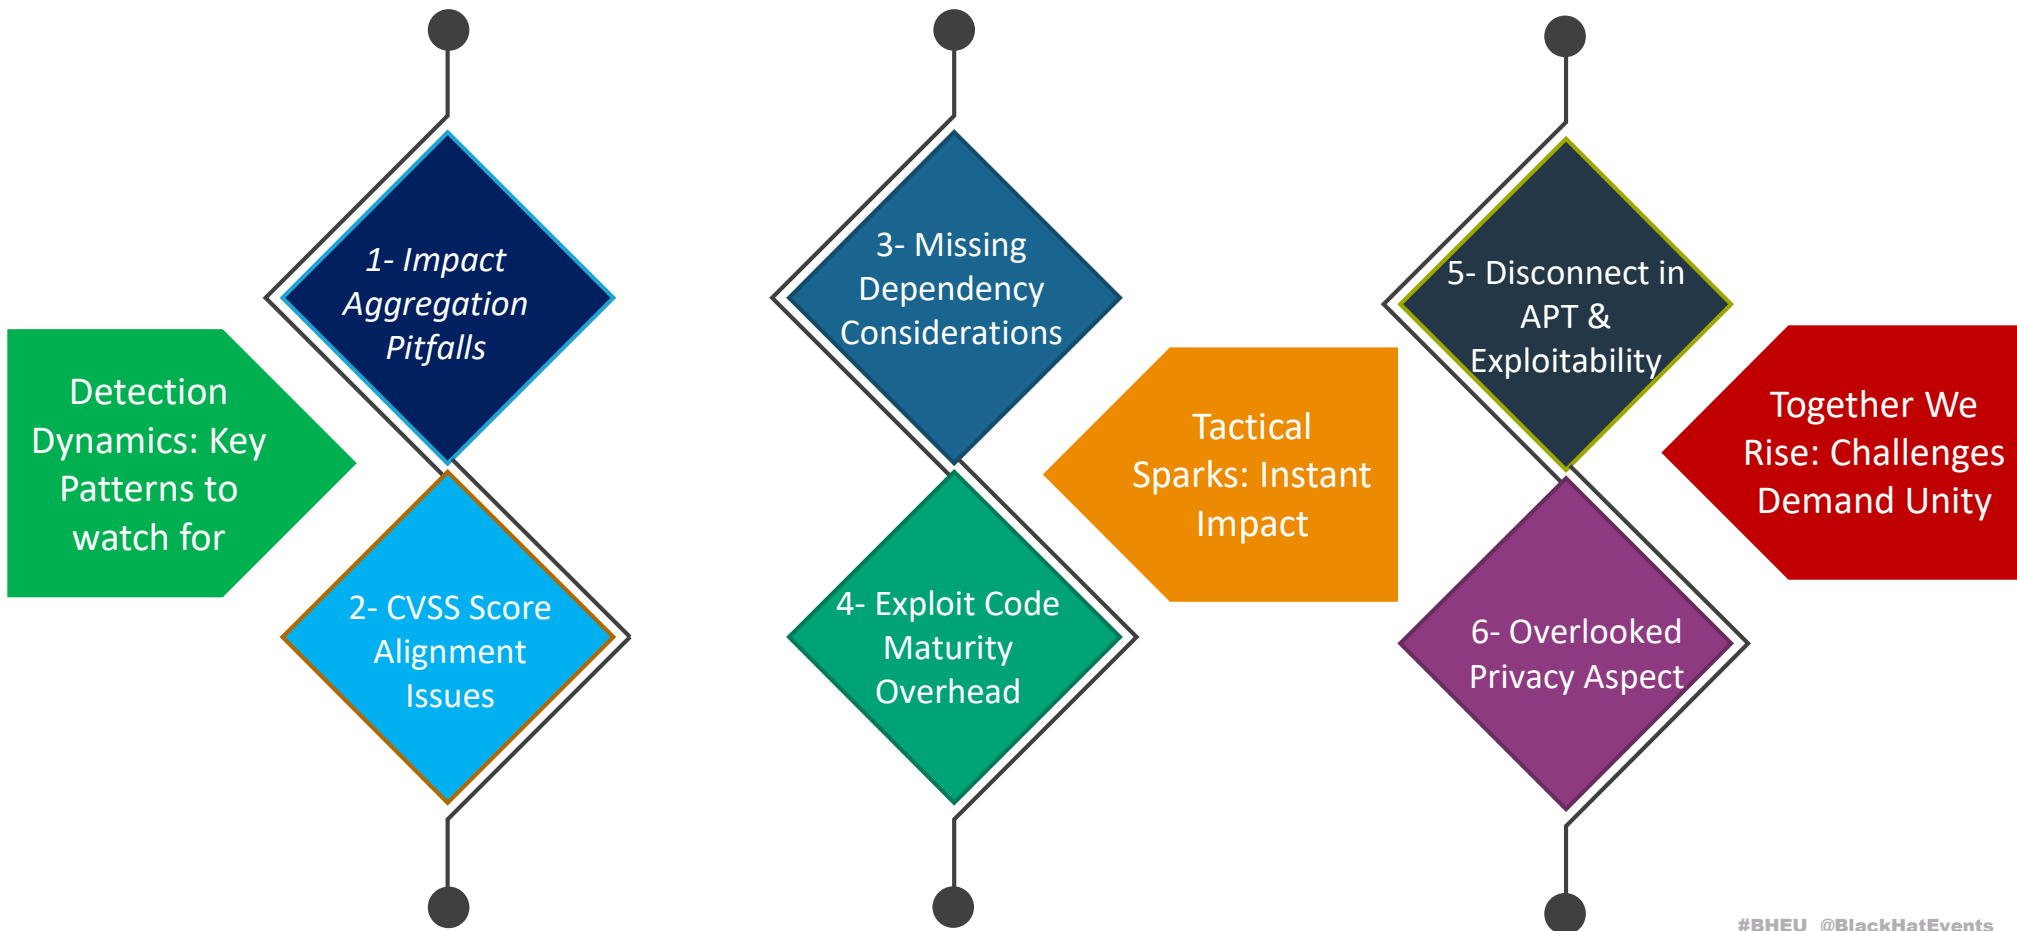 Detection
Dynamics: Key
Patterns to
watch for
1- Impact
Aggregation
Pitfalls
2- CVSS Score
Alignment
Issues
3- Missing
Dependency
Considerations
4- Exploit Code
Maturity
Overhead
Tactical
Sparks: Instant
Impact
5- Disconnect in
APT &
Exploitability
6- Overlooked
Privacy Aspect
Together We
Rise: Challenges
Demand Unity
#BHEU @BlackHatEvents